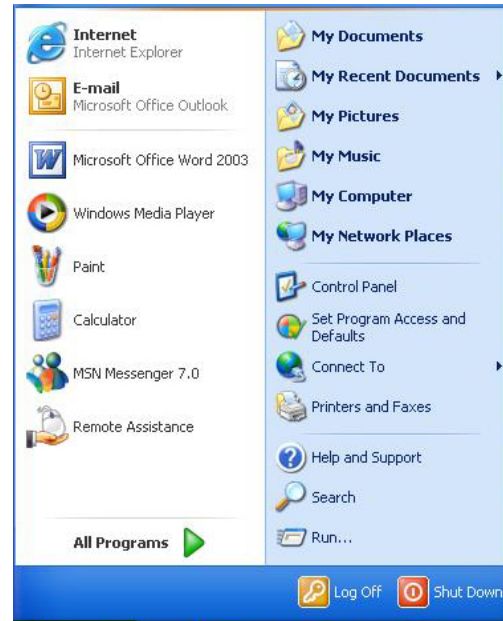 Internet
Internet Explorer
E-mail
Microsoft Office Outlook
Microsoft Office Word 2003
Windows Media Player
Paint
Calculator
MSN Messenger 7.0
Remote Assistance
All Programs
My Documents
My Recent Documents
My Pictures
My Music
My Computer
My Network Places
Control Panel
Set Program Access and
Defaults
Connect To
Printers and Faxes
Help and Support
Search
Run...
Log Off
Shut Down